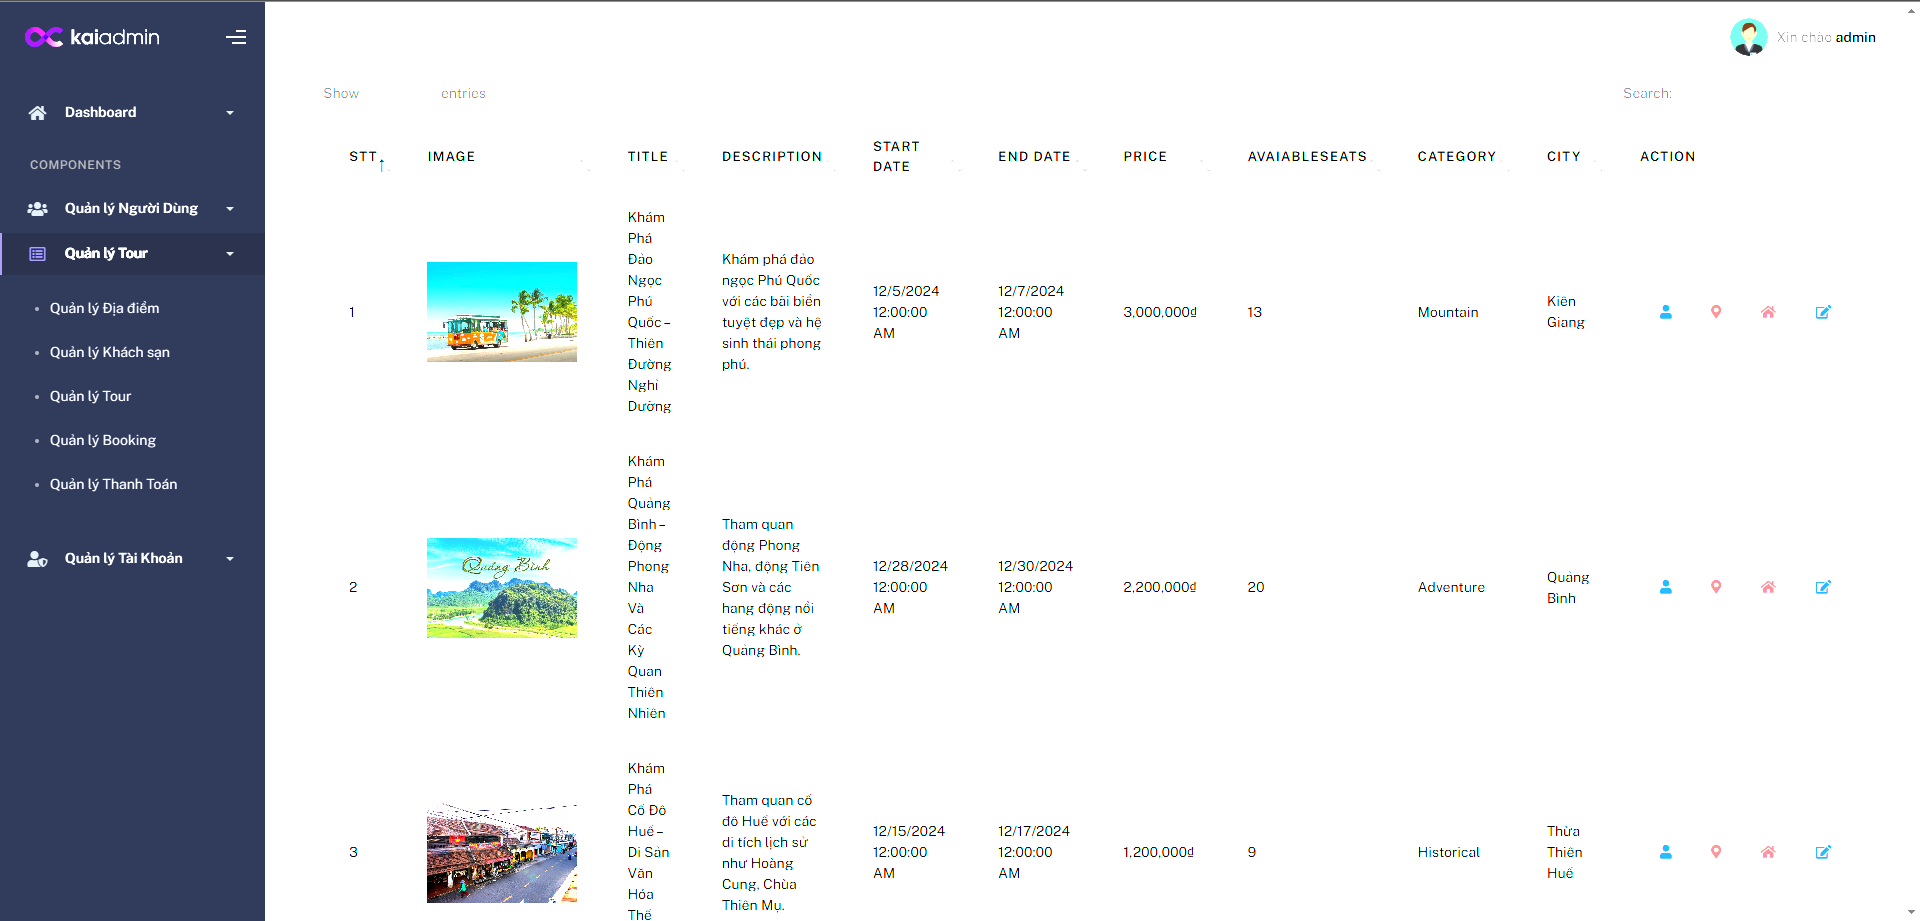 kaiadmin
Xin chào admin
Dashboard
COMPONENTS
Quản lý Người Dùng
Quản lý Tour
Quản lý Địa điểm
Quản lý Khách sạn
Quản lý Tour
Quản lý Booking
Quản lý Thanh Toán
Quản lý Tài Khoản
Show entries
Search:
STT IMAGE TITLE DESCRIPTION START DATE END DATE PRICE AVAIABLESEATS CATEGORY CITY ACTION
1
Khám
Phá
Đảo
Ngọc
Phú
Quốc –
Thiên
Đường
Nghỉ
Dưỡng
Khám phá đảo
ngọc Phú Quốc
với các bãi biển
tuyệt đẹp và hệ
sinh thái phong
phú.
12/5/2024
12:00:00
AM
12/7/2024
12:00:00
AM
3,000,000₫
13
Mountain
Kiên
Giang
2
Quảng Bình
Khám
Phá
Quảng
Bình –
Động
Phong
Nha
Và
Các
Kỳ
Quan
Thiên
Nhiên
Tham quan
động Phong
Nha, động Tiên
Sơn và các
hang động nổi
tiếng khác ở
Quảng Bình.
12/28/2024
12:00:00
AM
12/30/2024
12:00:00
AM
2,200,000₫
20
Adventure
Quảng
Bình
3
Khám
Phá
Cố Đô
Huế –
Di Sản
Văn
Hóa
Thế
Tham quan cố
đô Huế với các
di tích lịch sử
như Hoàng
Cung, Chùa
Thiên Mụ.
12/15/2024
12:00:00
AM
12/17/2024
12:00:00
AM
1,200,000₫
9
Historical
Thừa
Thiên
Huế